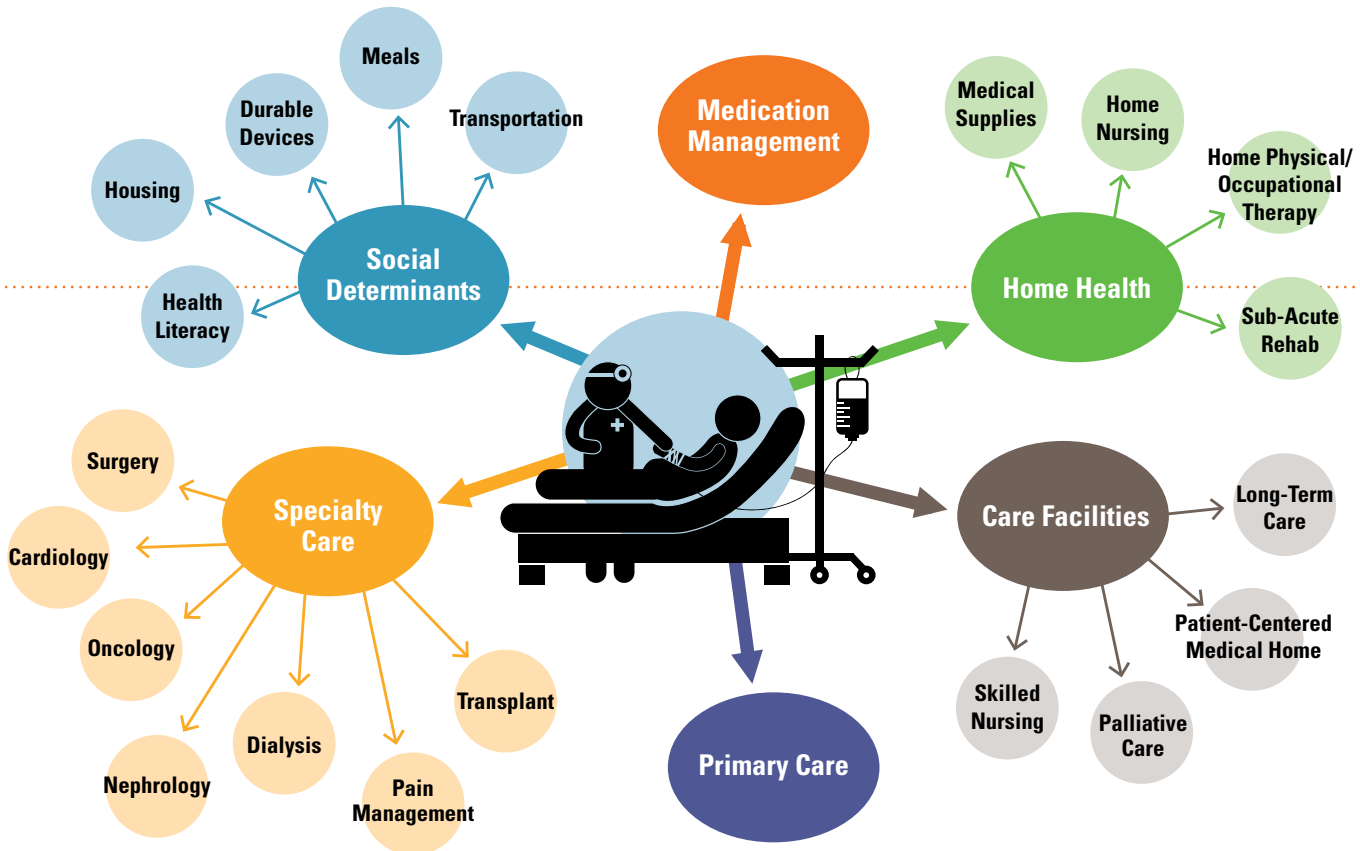 Meals
Housing
Durable
Devices
Transportation
Social
Determinants
Health
Literacy
Medication
Management
Medical
Supplies
Home
Nursing
Home Physical/
Occupational
Therapy
Home Health
Sub-Acute
Rehab
Surgery
Cardiology
Oncology
Nephrology
Dialysis
Pain
Management
Transplant
Specialty
Care
Primary Care
Care Facilities
Long-Term
Care
Patient-Centered
Medical Home
Skilled
Nursing
Palliative
Care